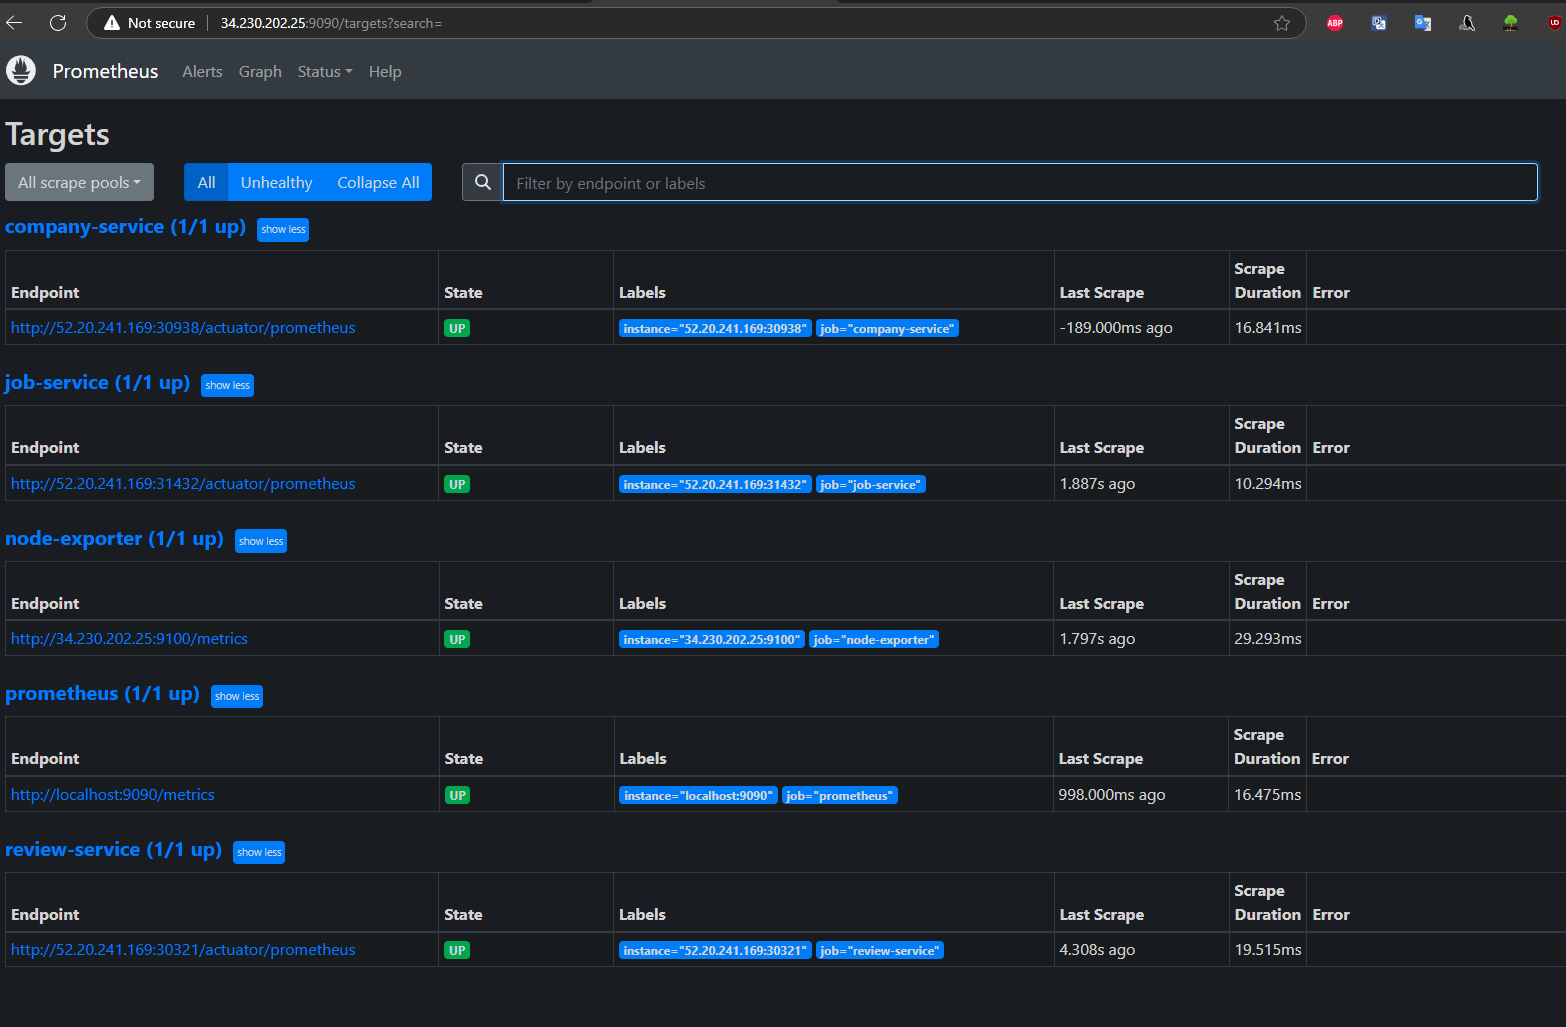 Not secure 34.230.202.25:9090/targets?search=
ABP
UD
Prometheus Alerts Graph Status Help
Targets
All scrape pools All Unhealthy Collapse All Filter by endpoint or labels
company-service (1/1 up) show less
Endpoint State Labels Last Scrape Scrape Duration Error
http://52.20.241.169:30938/actuator/prometheus UP instance="52.20.241.169:30938" job="company-service" -189.000ms ago 16.841ms
job-service (1/1 up) show less
Endpoint State Labels Last Scrape Scrape Duration Error
http://52.20.241.169:31432/actuator/prometheus UP instance="52.20.241.169:31432" job="job-service" 1.887s ago 10.294ms
node-exporter (1/1 up) show less
Endpoint State Labels Last Scrape Scrape Duration Error
http://34.230.202.25:9100/metrics UP instance="34.230.202.25:9100" job="node-exporter" 1.797s ago 29.293ms
prometheus (1/1 up) show less
Endpoint State Labels Last Scrape Scrape Duration Error
http://localhost:9090/metrics UP instance="localhost:9090" job="prometheus" 998.000ms ago 16.475ms
review-service (1/1 up) show less
Endpoint State Labels Last Scrape Scrape Duration Error
http://52.20.241.169:30321/actuator/prometheus UP instance="52.20.241.169:30321" job="review-service" 4.308s ago 19.515ms